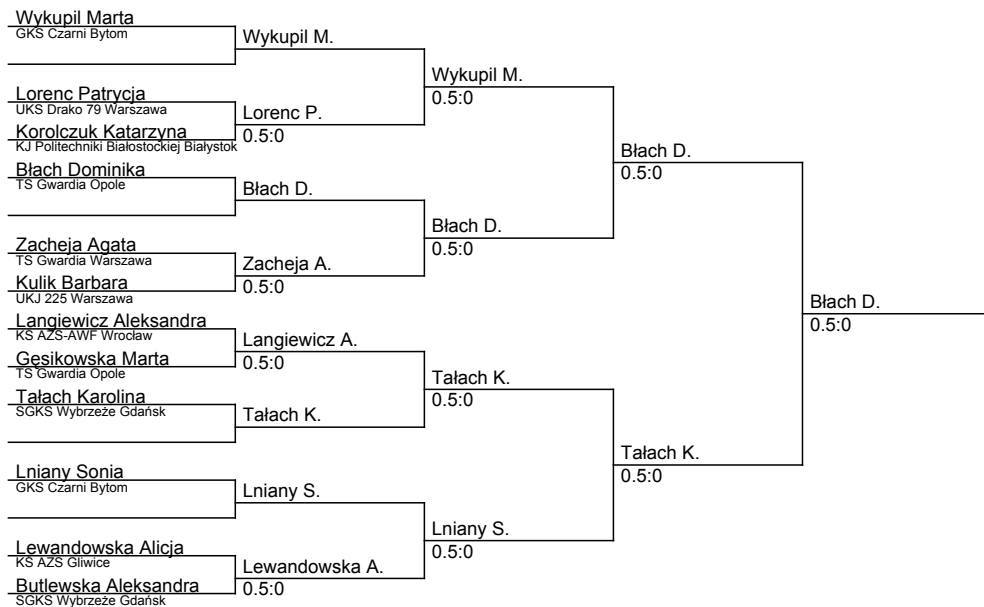 Wykupil Marta
GKS Czarni Bytom
Lorenc Patrycja
UKS Drako 79 Warszawa
Korolczuk Katarzyna
KJ Politechniki Białostockiej Białystok
Błach Dominika
TS Gwardia Opole
Zacheja Agata
TS Gwardia Warszawa
Kulik Barbara
UKJ 225 Warszawa
Langiewicz Aleksandra
KS AZS-AWF Wrocław
Gęsikowska Marta
TS Gwardia Opole
Tałach Karolina
SGKS Wybrzeże Gdańsk
Lniany Sonia
GKS Czarni Bytom
Lewandowska Alicja
KS AZS Gliwice
Butlewska Aleksandra
SGKS Wybrzeże Gdańsk
Wykupil M.
Lorenc P.
0.5:0
Błach D.
Zacheja A.
0.5:0
Langiewicz A.
0.5:0
Tałach K.
Lniany S.
Lewandowska A.
0.5:0
Wykupil M.
0.5:0
Błach D.
0.5:0
Tałach K.
0.5:0
Lniany S.
0.5:0
Błach D.
0.5:0
Tałach K.
0.5:0
Błach D.
0.5:0